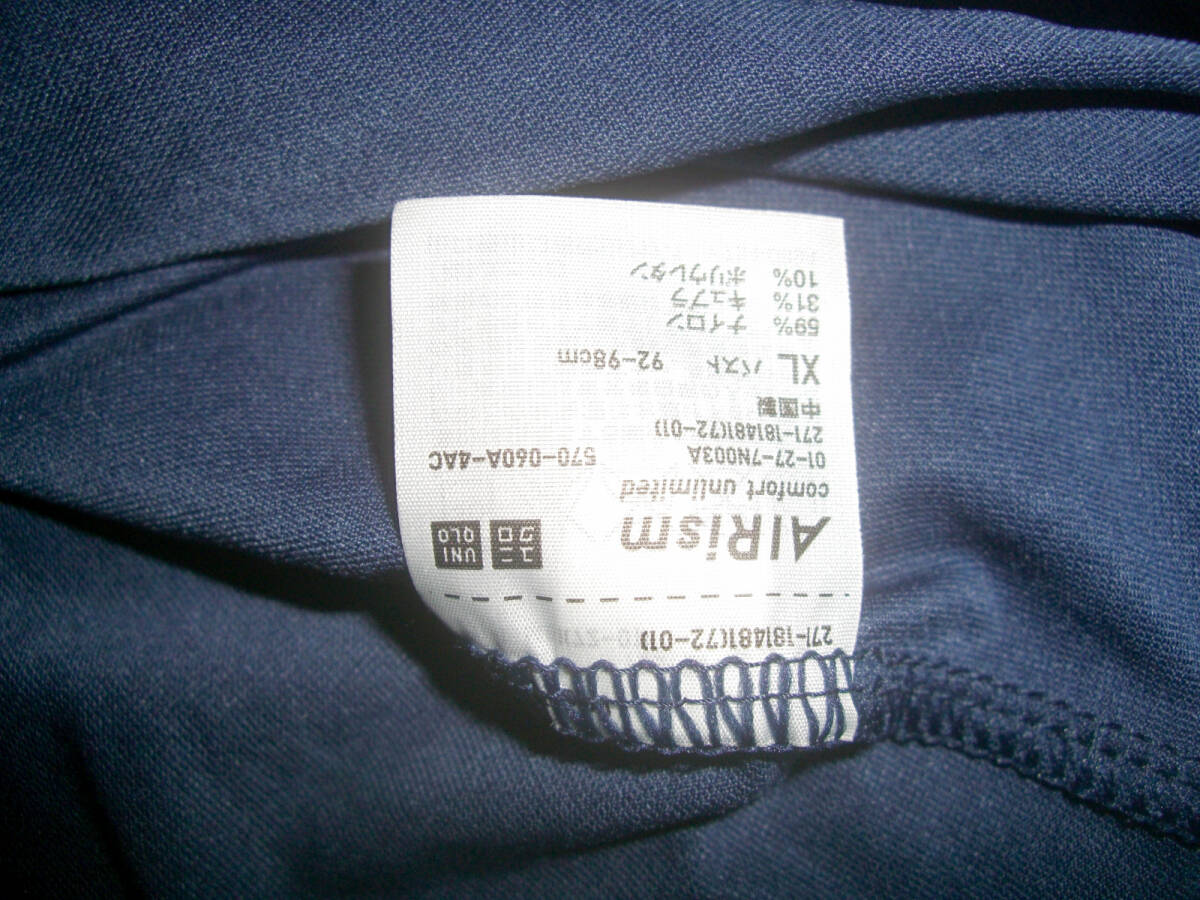 271-181481(72-01)
AIRism
ユニ
クロ
UNI
QLO
comfort unlimited
01-27-7N003A 570-060A-4AC
271-181481(72-01)
中国製
XL バスト 92-98cm
59% ナイロン
31% キュプラ
10% ポリウレタン